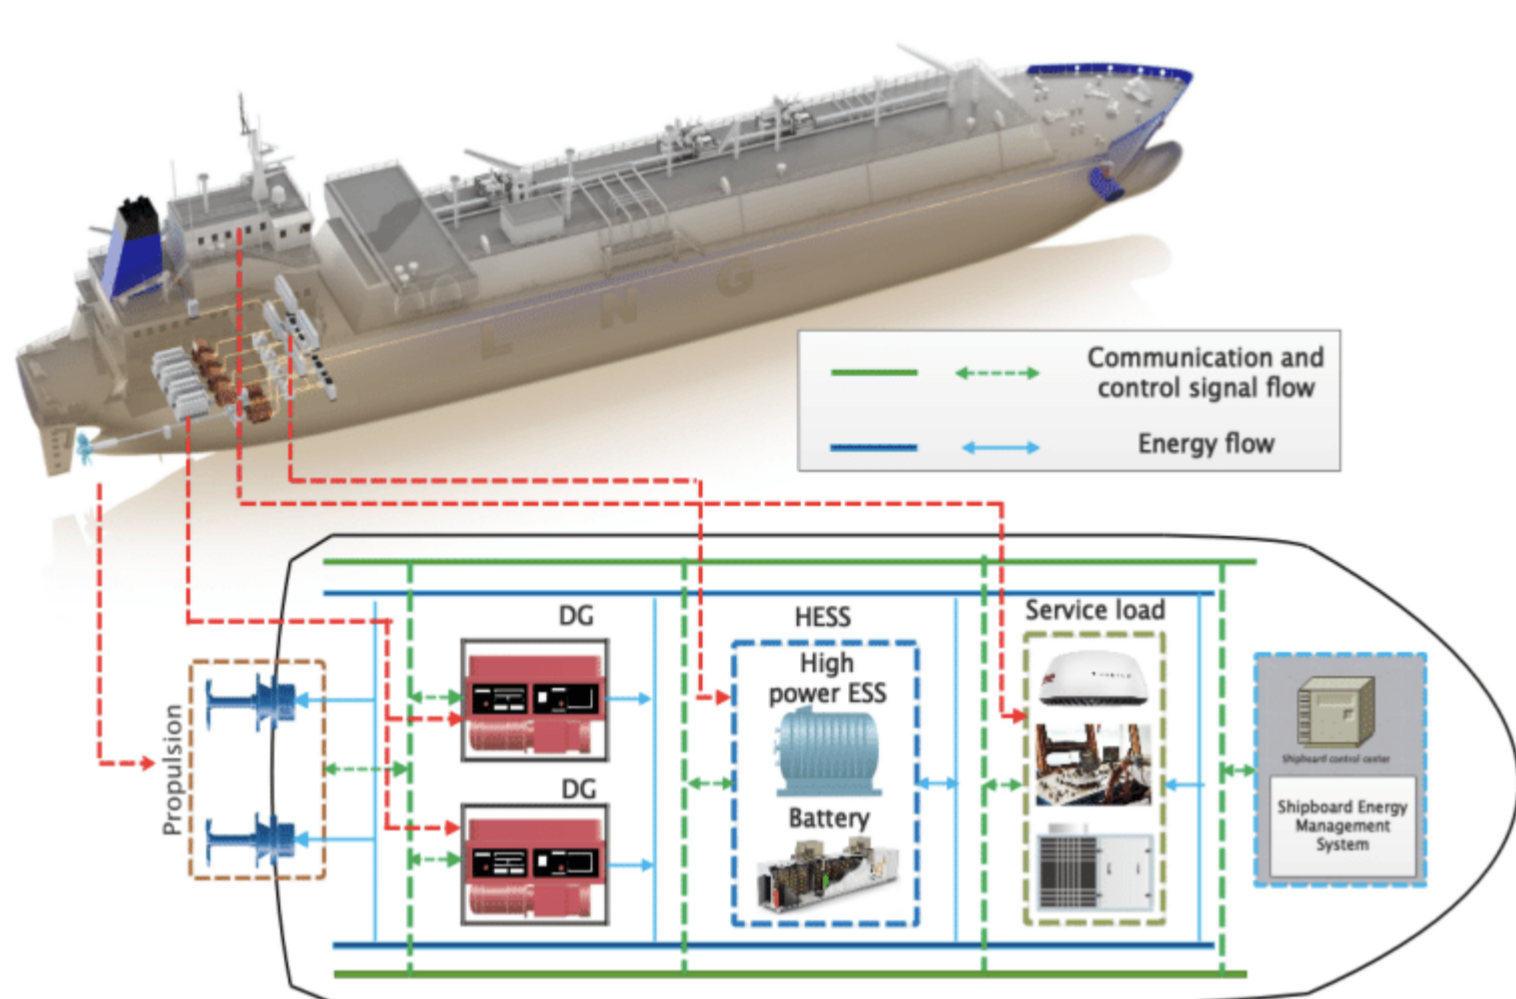 L N G
Communication and
control signal flow
Energy flow
DG
HESS
Service load
High
power ESS
Propulsion
DG
Battery
Shipboard control center
Shipboard Energy
Management
System